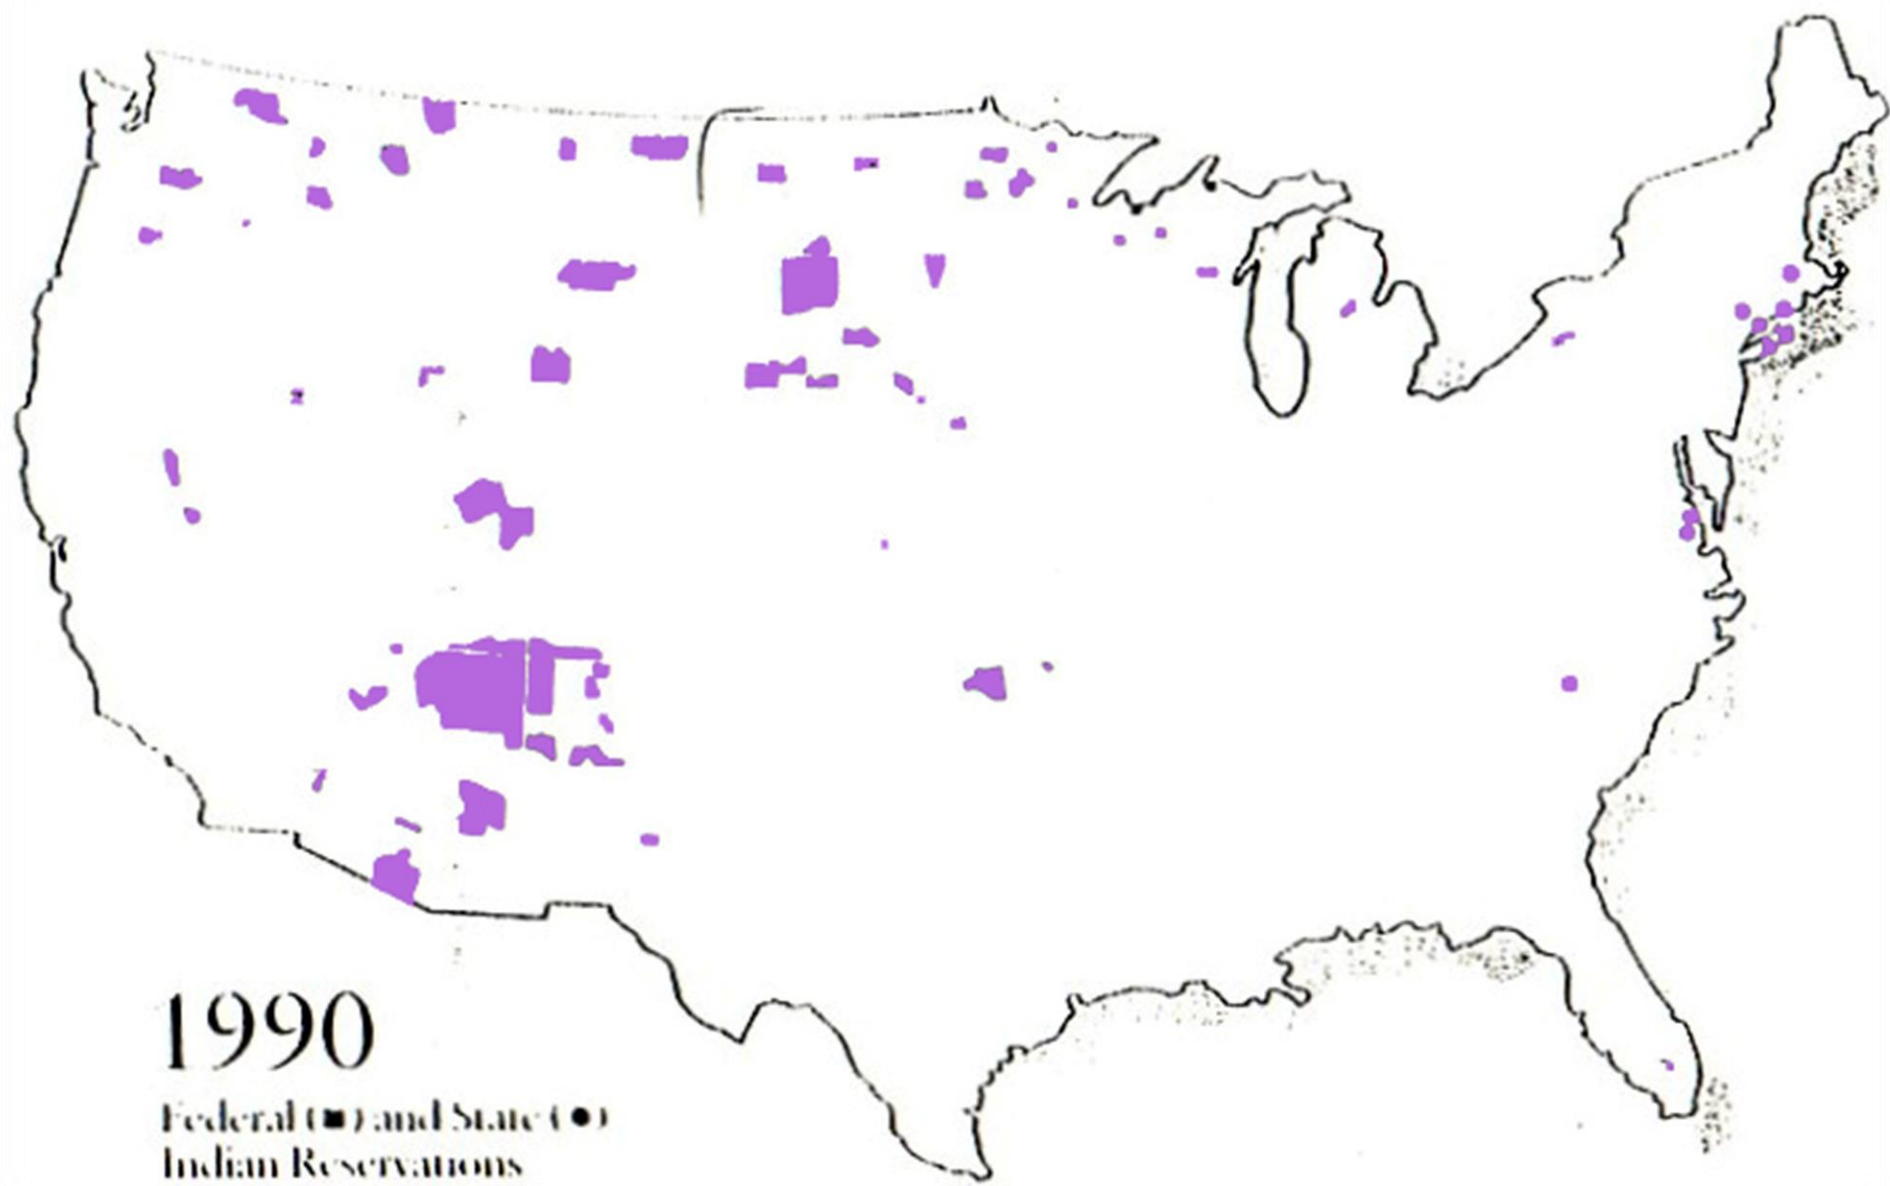 1990
Federal (■) and State (●)
Indian Reservations